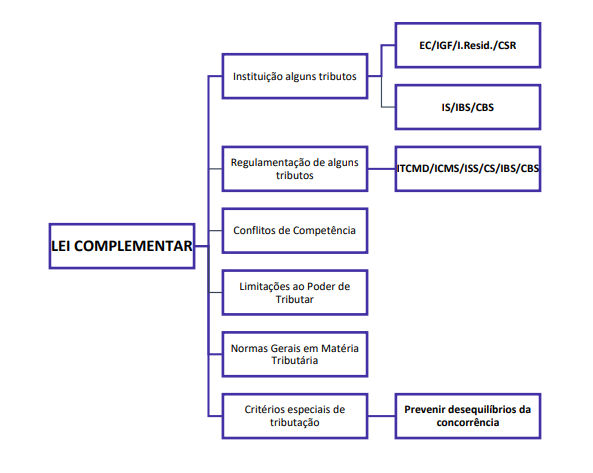 LEI COMPLEMENTAR
Instituição alguns tributos
EC/IGF/I.Resid./CSR
IS/IBS/CBS
Regulamentação de alguns
tributos
ITCMD/ICMS/ISS/CS/IBS/CBS
Conflitos de Competência
Limitações ao Poder de
Tributar
Normas Gerais em Matéria
Tributária
Critérios especiais de
tributação
Prevenir desequilíbrios da
concorrência